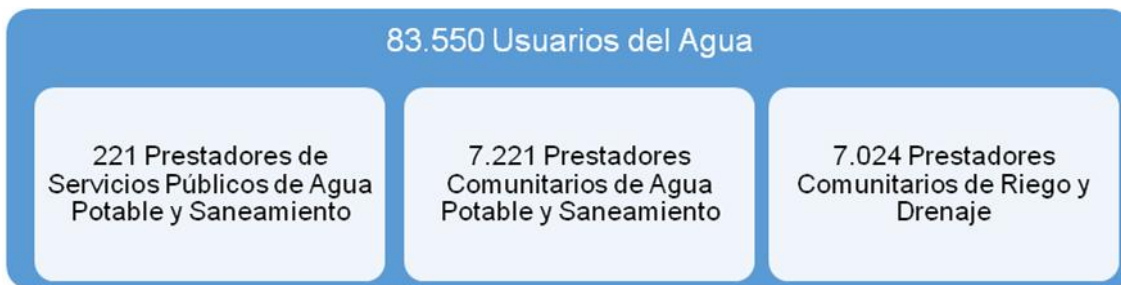 83.550 Usuarios del Agua
221 Prestadores de
Servicios Públicos de Agua
Potable y Saneamiento
7.221 Prestadores
Comunitarios de Agua
Potable y Saneamiento
7.024 Prestadores
Comunitarios de Riego y
Drenaje